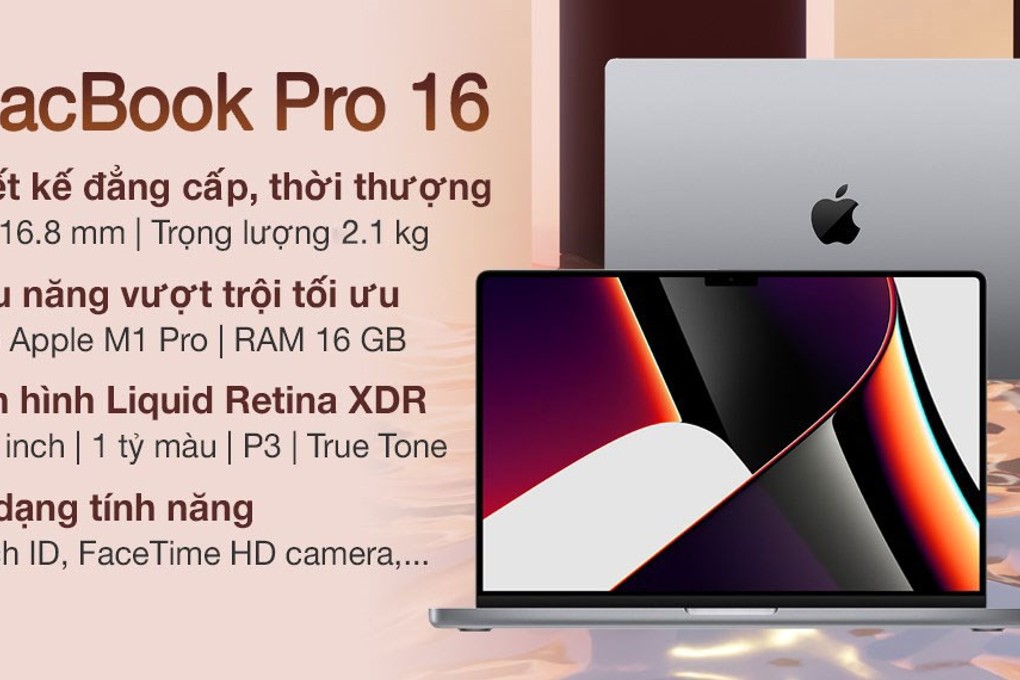 acBook Pro 16
ết kế đẳng cấp, thời thượng
16.8 mm | Trọng lượng 2.1 kg
u năng vượt trội tối ưu
Apple M1 Pro | RAM 16 GB
n hình Liquid Retina XDR
inch | 1 tỷ màu | P3 | True Tone
dạng tính năng
ch ID, FaceTime HD camera,...